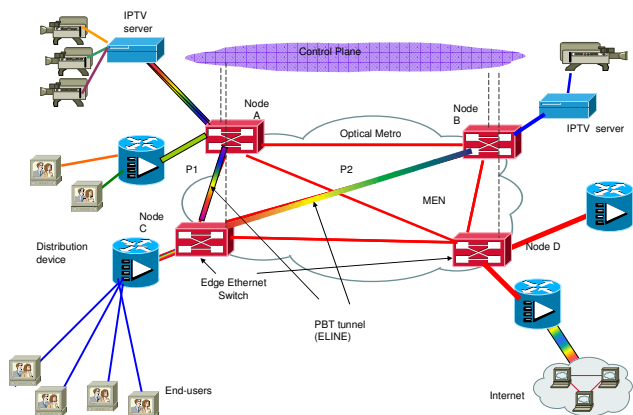 IPTV
server
Control Plane
Node
A
Node
B
IPTV server
Optical Metro
P1
P2
MEN
Node
C
Node D
Distribution
device
Edge Ethernet
Switch
PBT tunnel
(ELINE)
End-users
Internet